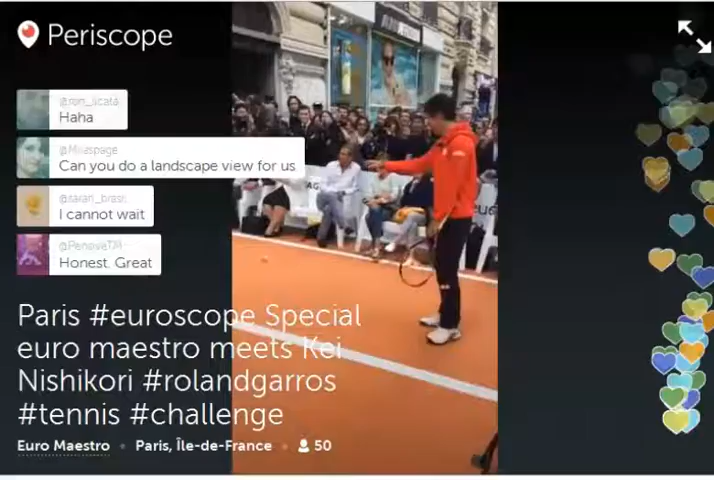 Periscope
@ron_licata
Haha
Can you do a landscape view for us
I cannot wait
Honest. Great
Paris #euroscope Special
euro maestro meets Kei
Nishikori #rolandgarros
#tennis #challenge
Euro Maestro • Paris, Île-de-France • 50